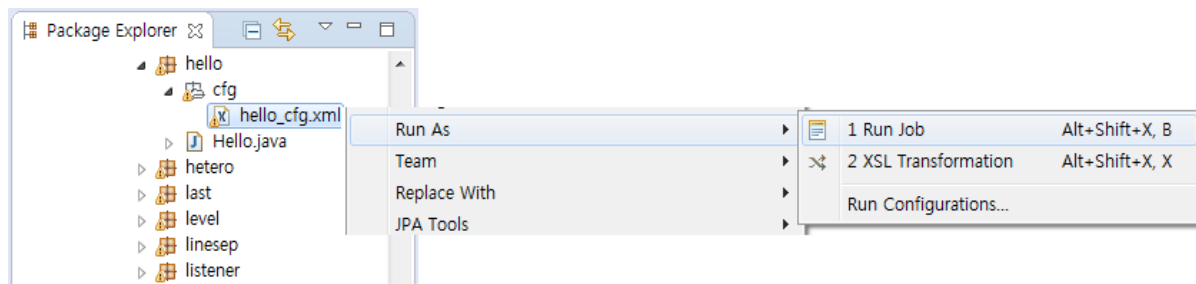 Package Explorer
hello
cfg
hello_cfg.xml
Hello.java
hetero
last
level
linesep
listener
Run As
Team
Replace With
JPA Tools
1 Run Job Alt+Shift+X, B
2 XSL Transformation Alt+Shift+X, X
Run Configurations...